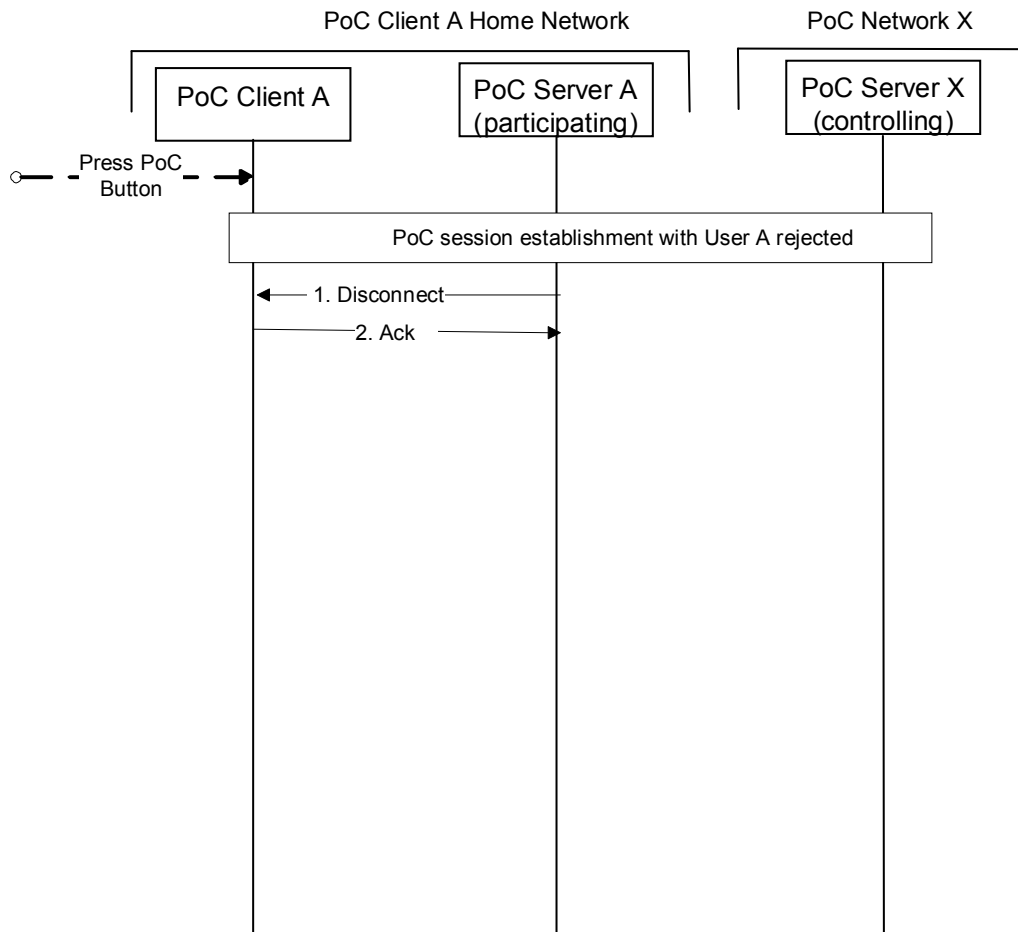 PoC Client A Home Network
PoC Network X
PoC Client A
PoC Server A
(participating)
PoC Server X
(controlling)
Press PoC
Button
PoC session establishment with User A rejected
1. Disconnect
2. Ack